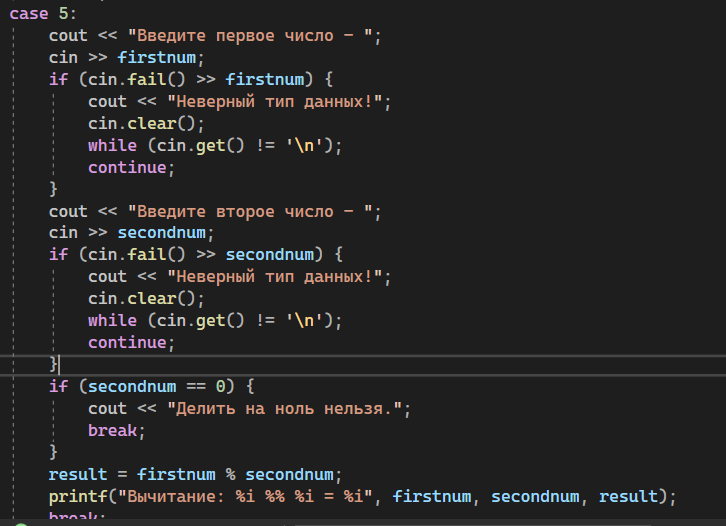 case 5:
cout << "Введите первое число - ";
cin >> firstnum;
if (cin.fail() >> firstnum) {
cout << "Неверный тип данных!";
cin.clear();
while (cin.get() != '\n');
continue;
}
cout << "Введите второе число - ";
cin >> secondnum;
if (cin.fail() >> secondnum) {
cout << "Неверный тип данных!";
cin.clear();
while (cin.get() != '\n');
continue;
}
if (secondnum == 0) {
cout << "Делить на ноль нельзя.";
break;
}
result = firstnum % secondnum;
printf("Вычитание: %i %% %i = %i", firstnum, secondnum, result);
break;